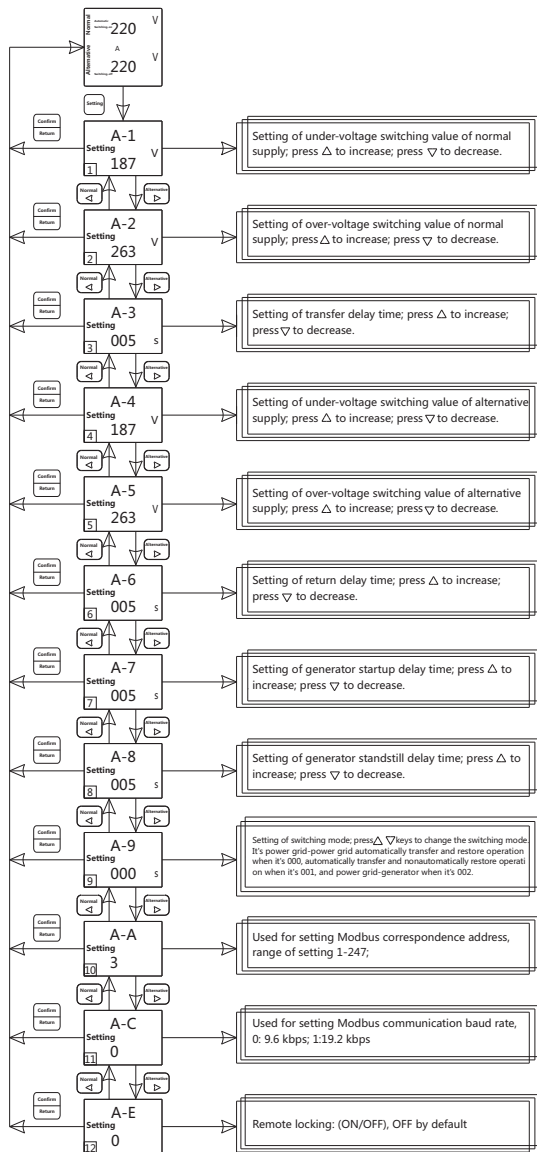 Normal
220 V
A
Alternative
220 V
Setting
Confirm
Return
A-1
Setting
1 187 V
Setting of under-voltage switching value of normal
supply; press △ to increase; press ▽ to decrease.
Normal ◁
Alternative ▷
Confirm
Return
A-2
Setting
2 263 V
Setting of over-voltage switching value of normal
supply; press △ to increase; press ▽ to decrease.
Normal ◁
Alternative ▷
Confirm
Return
A-3
Setting
3 005 s
Setting of transfer delay time; press △ to increase;
press ▽ to decrease.
Normal ◁
Alternative ▷
Confirm
Return
A-4
Setting
4 187 V
Setting of under-voltage switching value of alternative
supply; press △ to increase; press ▽ to decrease.
Normal ◁
Alternative ▷
Confirm
Return
A-5
Setting
5 263 V
Setting of over-voltage switching value of alternative
supply; press △ to increase; press ▽ to decrease.
Normal ◁
Alternative ▷
Confirm
Return
A-6
Setting
6 005 s
Setting of return delay time; press △ to increase;
press ▽ to decrease.
Normal ◁
Alternative ▷
Confirm
Return
A-7
Setting
7 005 s
Setting of generator startup delay time; press △ to
increase; press ▽ to decrease.
Normal ◁
Alternative ▷
Confirm
Return
A-8
Setting
8 005 s
Setting of generator standstill delay time; press △ to
increase; press ▽ to decrease.
Normal ◁
Alternative ▷
Confirm
Return
A-9
Setting
9 000 s
Setting of switching mode; press △ ▽ keys to change the switching mode.
It's power grid-power grid automatically transfer and restore operation
when it's 000, automatically transfer and nonautomatically restore operati
on when it's 001, and power grid-generator when it's 002.
Normal ◁
Alternative ▷
Confirm
Return
A-A
Setting
10 3
Used for setting Modbus correspondence address,
range of setting 1-247;
Normal ◁
Alternative ▷
Confirm
Return
A-C
Setting
11 0
Used for setting Modbus communication baud rate,
0: 9.6 kbps; 1:19.2 kbps
Normal ◁
Alternative ▷
Confirm
Return
A-E
Setting
12 0
Remote locking: (ON/OFF), OFF by default